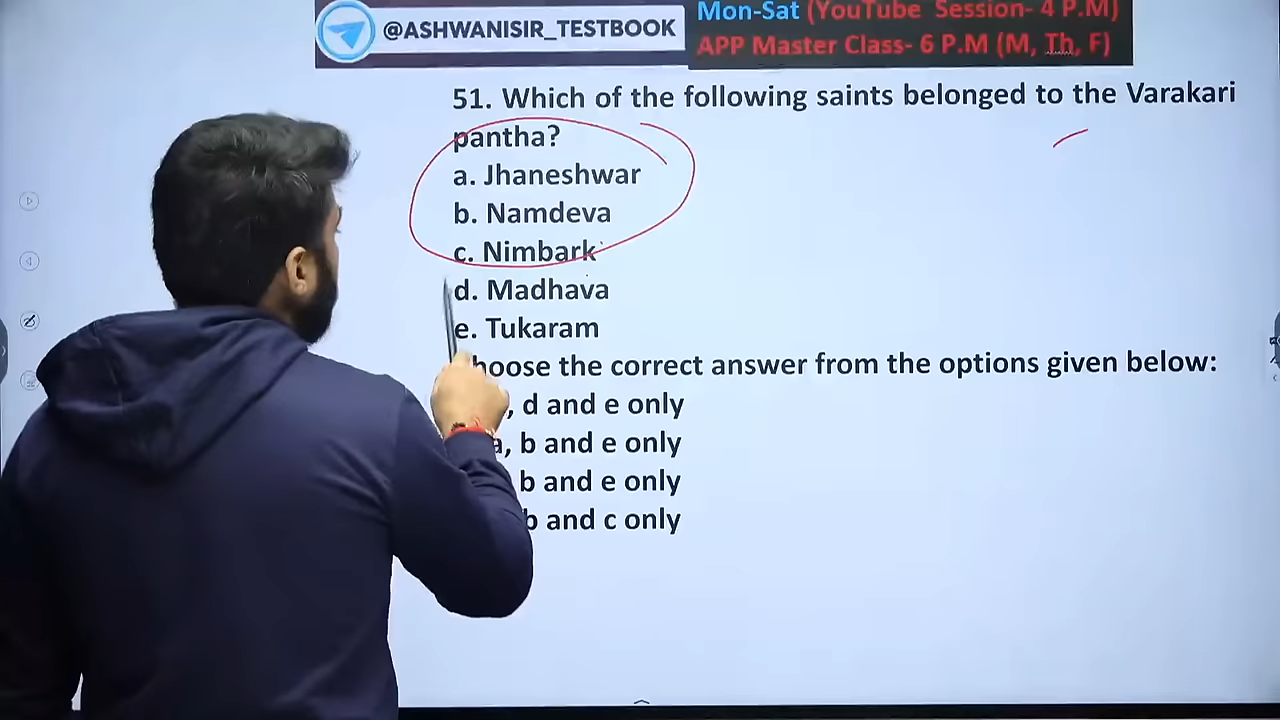 @ASHWANISIR_TESTBOOK
Mon-Sat (YouTube Session- 4 P.M)
APP Master Class- 6 P.M (M, Th, F)
51. Which of the following saints belonged to the Varakari
pantha?
a. Jhaneshwar
b. Namdeva
c. Nimbark
d. Madhava
e. Tukaram
hoose the correct answer from the options given below:
, d and e only
a, b and e only
b and e only
b and c only